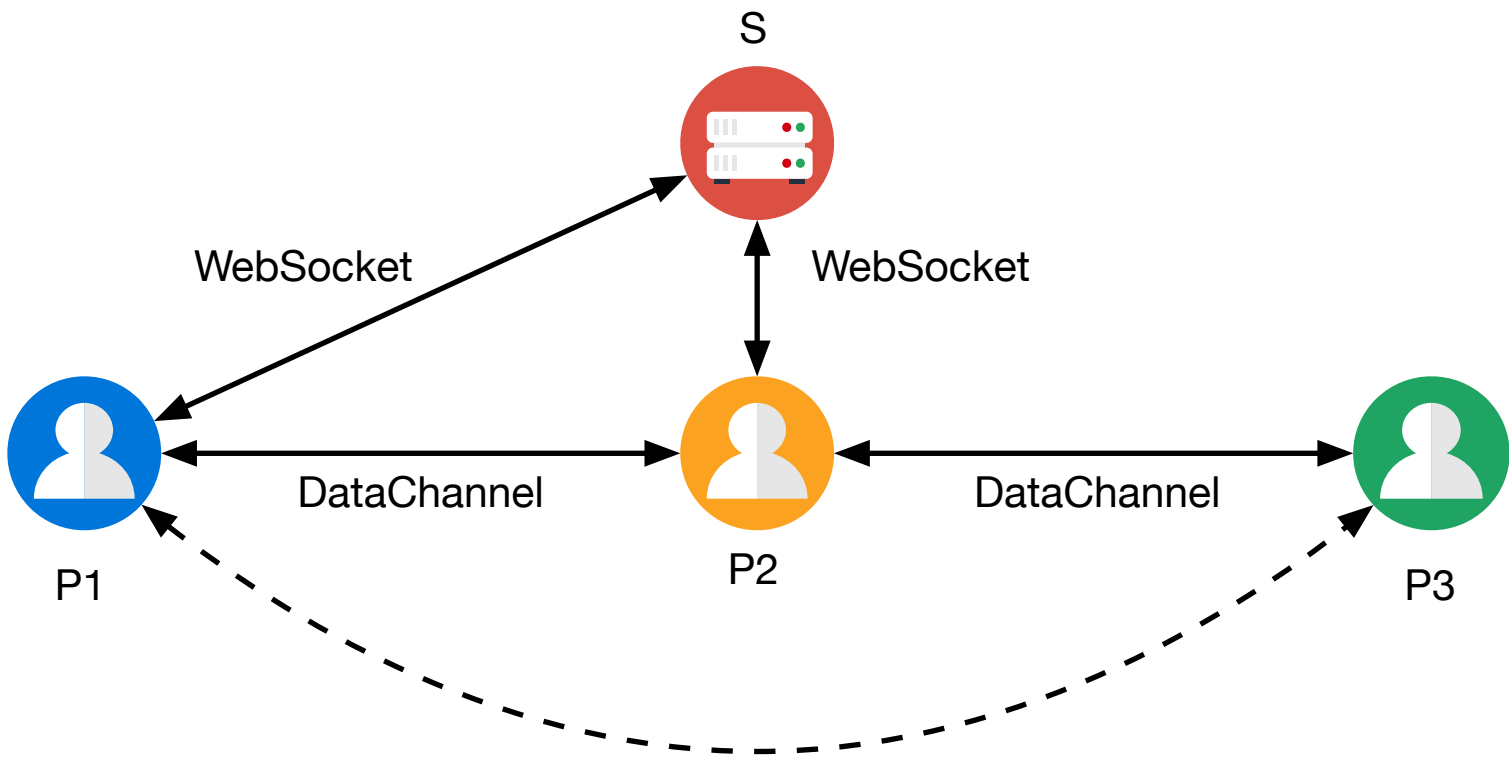 S
WebSocket
WebSocket
DataChannel
DataChannel
P1
P2
P3